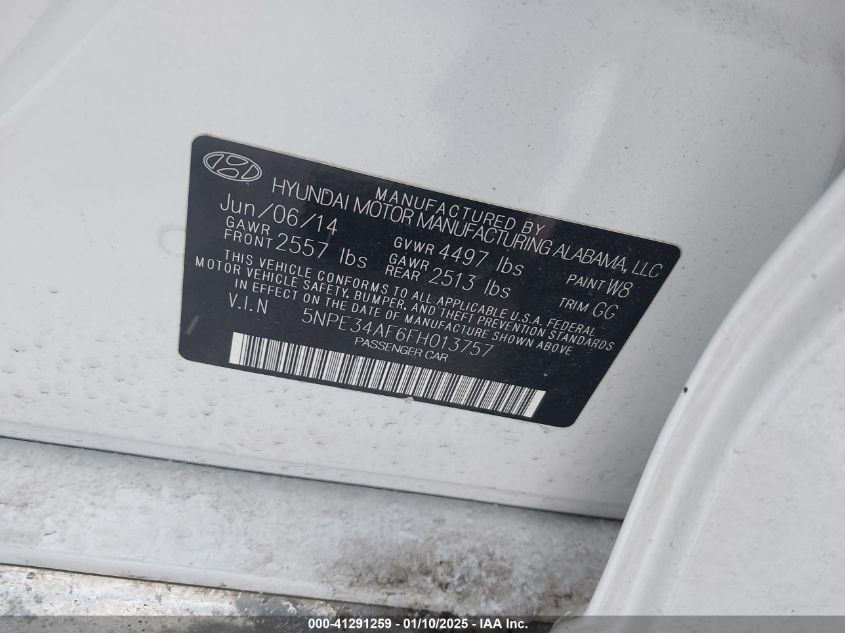 MANUFACTURED BY
HYUNDAI MOTOR MANUFACTURING ALABAMA, LLC
Jun/06/14 GVWR 4497 lbs PAINT W8
GAWR FRONT 2557 lbs GAWR REAR 2513 lbs TRIM GG
THIS VEHICLE CONFORMS TO ALL APPLICABLE U.S.A. FEDERAL
MOTOR VEHICLE SAFETY, BUMPER, AND THEFT PREVENTION STANDARDS
IN EFFECT ON THE DATE OF MANUFACTURE SHOWN ABOVE
V.I.N 5NPE34AF6FH013757
PASSENGER CAR
000-41291259 - 01/10/2025 - IAA Inc.